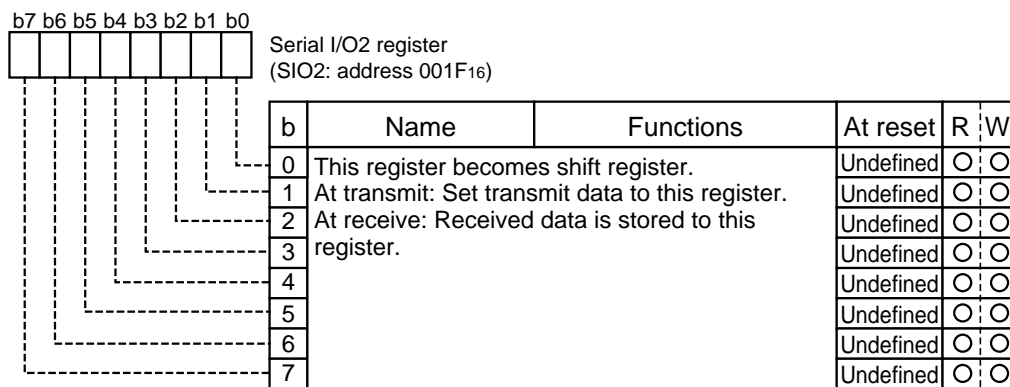 b7 b6 b5 b4 b3 b2 b1 b0
Serial I/O2 register
(SIO2: address 001F16)
b Name Functions At reset R W
0 This register becomes shift register. Undefined ○ ○
1 At transmit: Set transmit data to this register. Undefined ○ ○
2 At receive: Received data is stored to this Undefined ○ ○
3 register. Undefined ○ ○
4 Undefined ○ ○
5 Undefined ○ ○
6 Undefined ○ ○
7 Undefined ○ ○